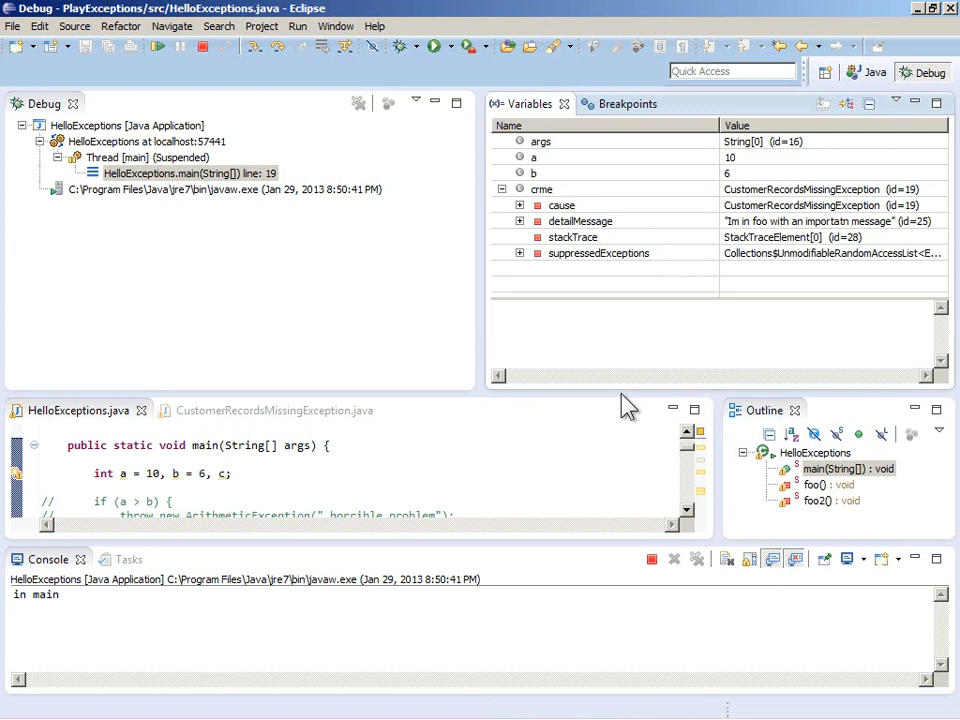 Debug - PlayExceptions/src/HelloExceptions.java - Eclipse
File Edit Source Refactor Navigate Search Project Run Window Help
Quick Access
Java
Debug
Debug
HelloExceptions [Java Application]
HelloExceptions at localhost:57441
Thread [main] (Suspended)
HelloExceptions.main(String[]) line: 19
C:\Program Files\Java\jre7\bin\javaw.exe (Jan 29, 2013 8:50:41 PM)
(x)= Variables
Breakpoints
Name Value
args String[0] (id=16)
a 10
b 6
crme CustomerRecordsMissingException (id=19)
cause CustomerRecordsMissingException (id=19)
detailMessage "Im in foo with an importatn message" (id=25)
stackTrace StackTraceElement[0] (id=28)
suppressedExceptions Collections$UnmodifiableRandomAccessList<E...
HelloExceptions.java
CustomerRecordsMissingException.java
public static void main(String[] args) {
int a = 10, b = 6, c;
// if (a > b) {
// throw new ArithmeticException(" horrible problem");
Outline
HelloExceptions
main(String[]) : void
foo() : void
foo2() : void
Console
Tasks
HelloExceptions [Java Application] C:\Program Files\Java\jre7\bin\javaw.exe (Jan 29, 2013 8:50:41 PM)
in main